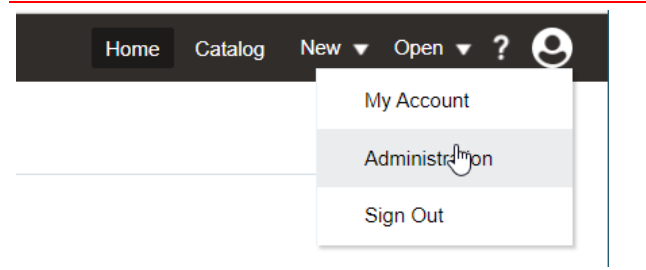 Home Catalog New ▼ Open ▼ ?
My Account
Administration
Sign Out